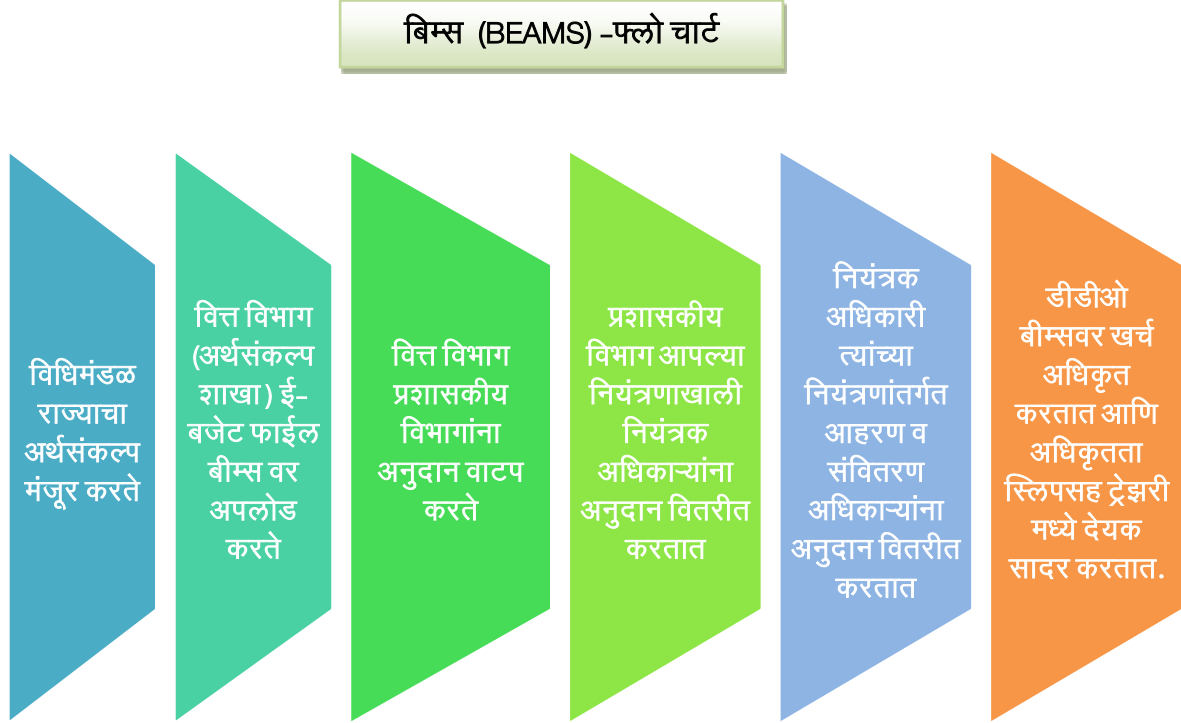 बिम्स (BEAMS) -फ्लो चार्ट
विधिमंडळ
राज्याचा
अर्थसंकल्प
मंजूर करते
वित्त विभाग
(अर्थसंकल्प
शाखा ) ई-
बजेट फाईल
बीम्स वर
अपलोड
करते
वित्त विभाग
प्रशासकीय
विभागांना
अनुदान वाटप
करते
प्रशासकीय
विभाग आपल्या
नियंत्रणाखाली
नियंत्रक
अधिकाऱ्यांना
अनुदान वितरीत
करतात
नियंत्रक
अधिकारी
त्यांच्या
नियंत्रणांतर्गत
आहरण व
संवितरण
अधिकाऱ्यांना
अनुदान वितरीत
करतात
डीडीओ
बीम्सवर खर्च
अधिकृत
करतात आणि
अधिकृतता
स्लिपसह ट्रेझरी
मध्ये देयक
सादर करतात.